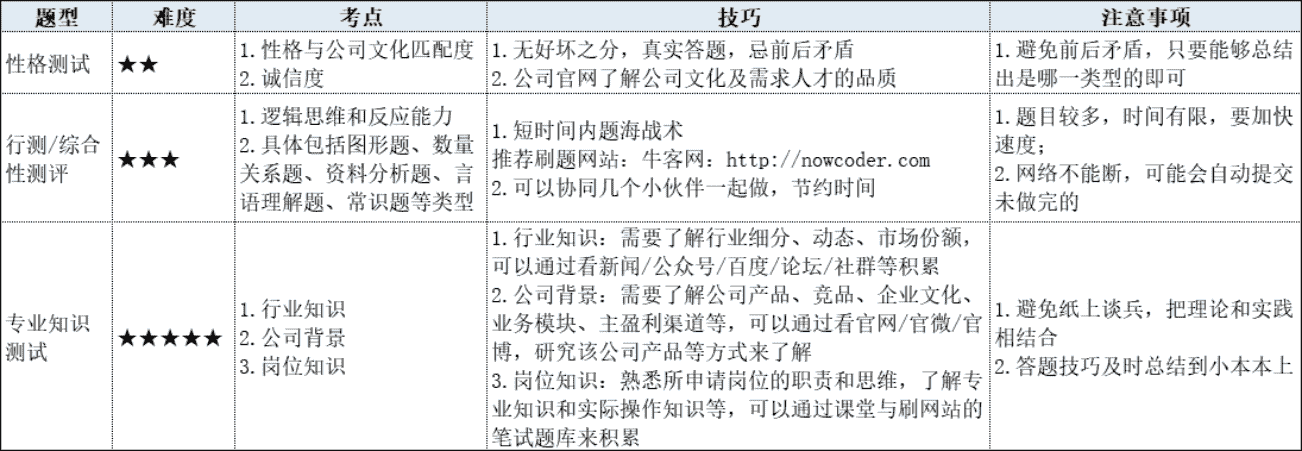 题型 难度 考点 技巧 注意事项
性格测试
★★
1.性格与公司文化匹配度
2.诚信度
1.无好坏之分，真实答题，忌前后矛盾
2.公司官网了解公司文化及需求人才的品质
1.避免前后矛盾，只要能够总结
出是哪一类型的即可
行测/综合
性测评
★★★
1.逻辑思维和反应能力
2.具体包括图形题、数量
关系题、资料分析题、言
语理解题、常识题等类型
1.短时间内题海战术
推荐刷题网站：牛客网：http://nowcoder.com
2.可以协同几个小伙伴一起做，节约时间
1.题目较多，时间有限，要加快
速度；
2.网络不能断，可能会自动提交
未做完的
专业知识
测试
★★★★★
1.行业知识
2.公司背景
3.岗位知识
1.行业知识：需要了解行业细分、动态、市场份额，
可以通过看新闻/公众号/百度/论坛/社群等积累
2.公司背景：需要了解公司产品、竞品、企业文化、
业务模块、主盈利渠道等，可以通过看官网/官微/官
博，研究该公司产品等方式来了解
3.岗位知识：熟悉所申请岗位的职责和思维，了解专
业知识和实际操作知识等，可以通过课堂与刷网站的
笔试题库来积累
1.避免纸上谈兵，把理论和实践
相结合
2.答题技巧及时总结到小本本上